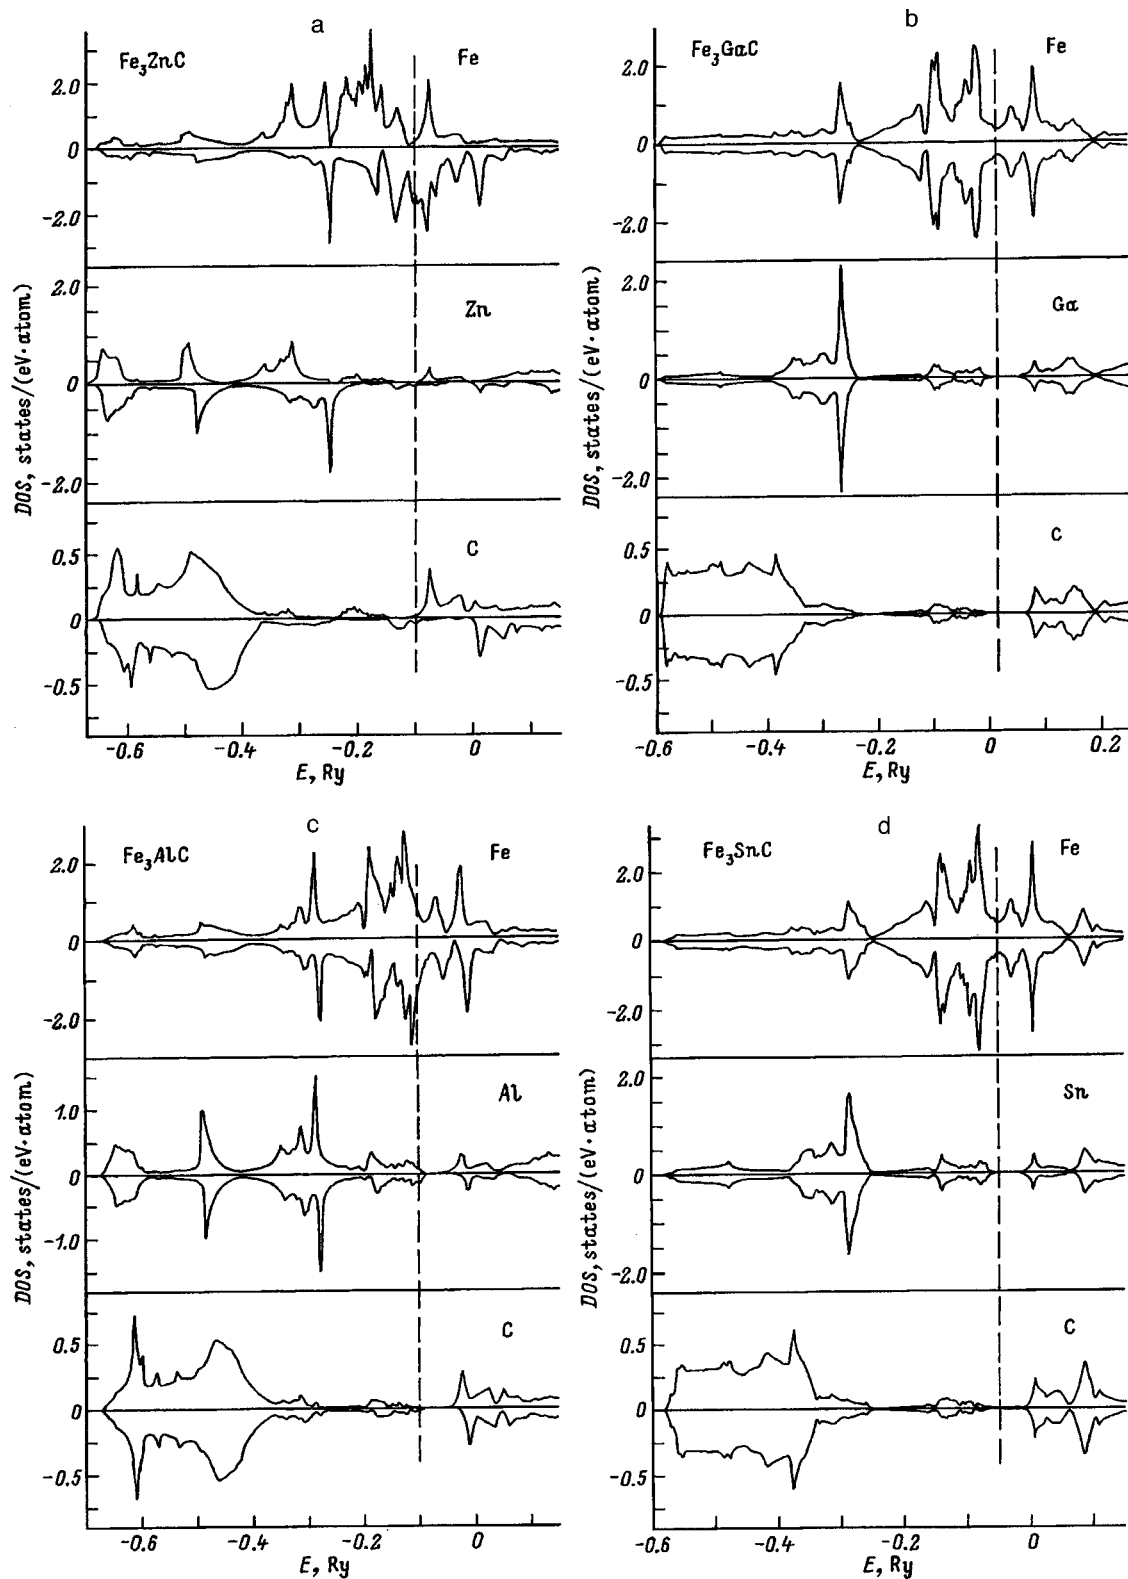 a
Fe3ZnC
Fe
2.0
0
-2.0
Zn
2.0
0
-2.0
DOS, states/(eV·atom)
C
0.5
0
-0.5
-0.6 -0.4 -0.2 0
E, Ry
b
Fe3GaC
Fe
2.0
0
-2.0
Ga
2.0
0
-2.0
DOS, states/(eV·atom)
C
0.5
0
-0.5
-0.6 -0.4 -0.2 0 0.2
E, Ry
c
Fe3AlC
Fe
2.0
0
-2.0
Al
1.0
0
-1.0
DOS, states/(eV·atom)
C
0.5
0
-0.5
-0.6 -0.4 -0.2 0
E, Ry
d
Fe3SnC
Fe
2.0
0
-2.0
Sn
2.0
0
-2.0
DOS, states/(eV·atom)
C
0.5
0
-0.5
-0.6 -0.4 -0.2 0
E, Ry